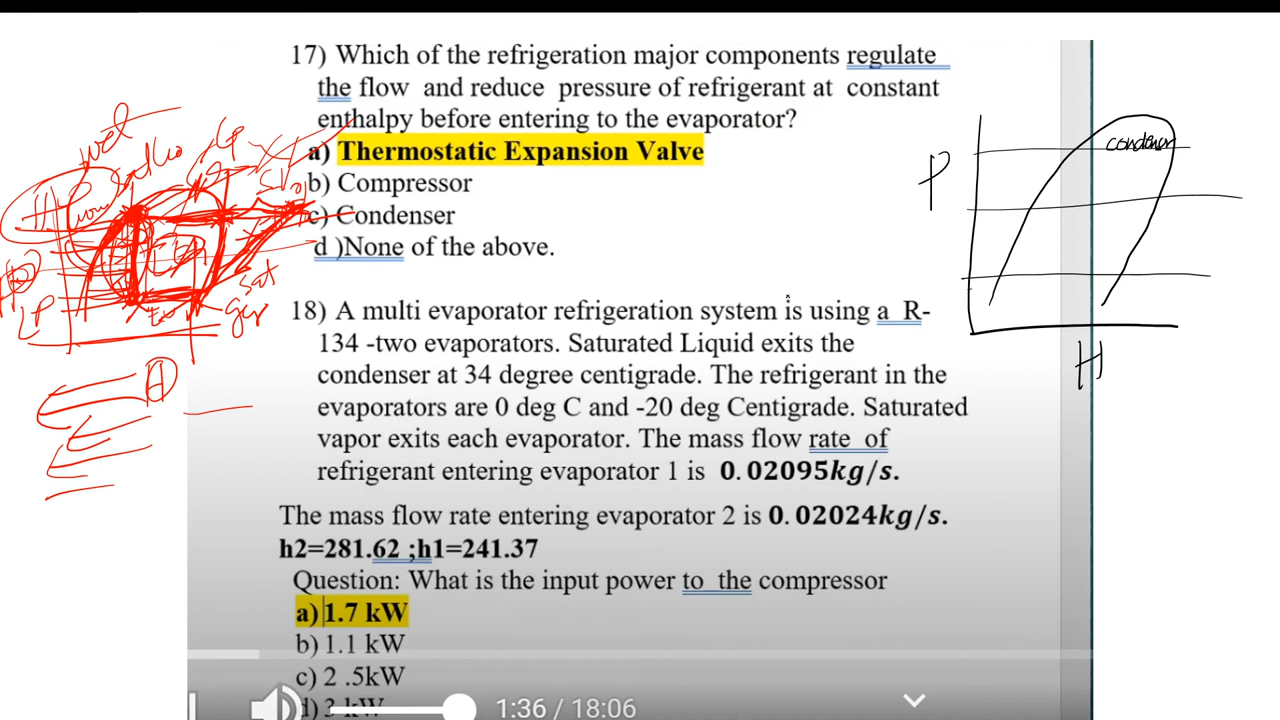 17) Which of the refrigeration major components regulate
the flow and reduce pressure of refrigerant at constant
enthalpy before entering to the evaporator?
a) Thermostatic Expansion Valve
b) Compressor
c) Condenser
d )None of the above.
18) A multi evaporator refrigeration system is using a R-
134 -two evaporators. Saturated Liquid exits the
condenser at 34 degree centigrade. The refrigerant in the
evaporators are 0 deg C and -20 deg Centigrade. Saturated
vapor exits each evaporator. The mass flow rate of
refrigerant entering evaporator 1 is 0.02095kg/s.
The mass flow rate entering evaporator 2 is 0.02024kg/s.
h2=281.62 ;h1=241.37
Question: What is the input power to the compressor
a) 1.7 kW
b) 1.1 kW
c) 2 .5kW
d) 3 kW
1:36 / 18:06
wet
sat
LP
H
P
condenser
H